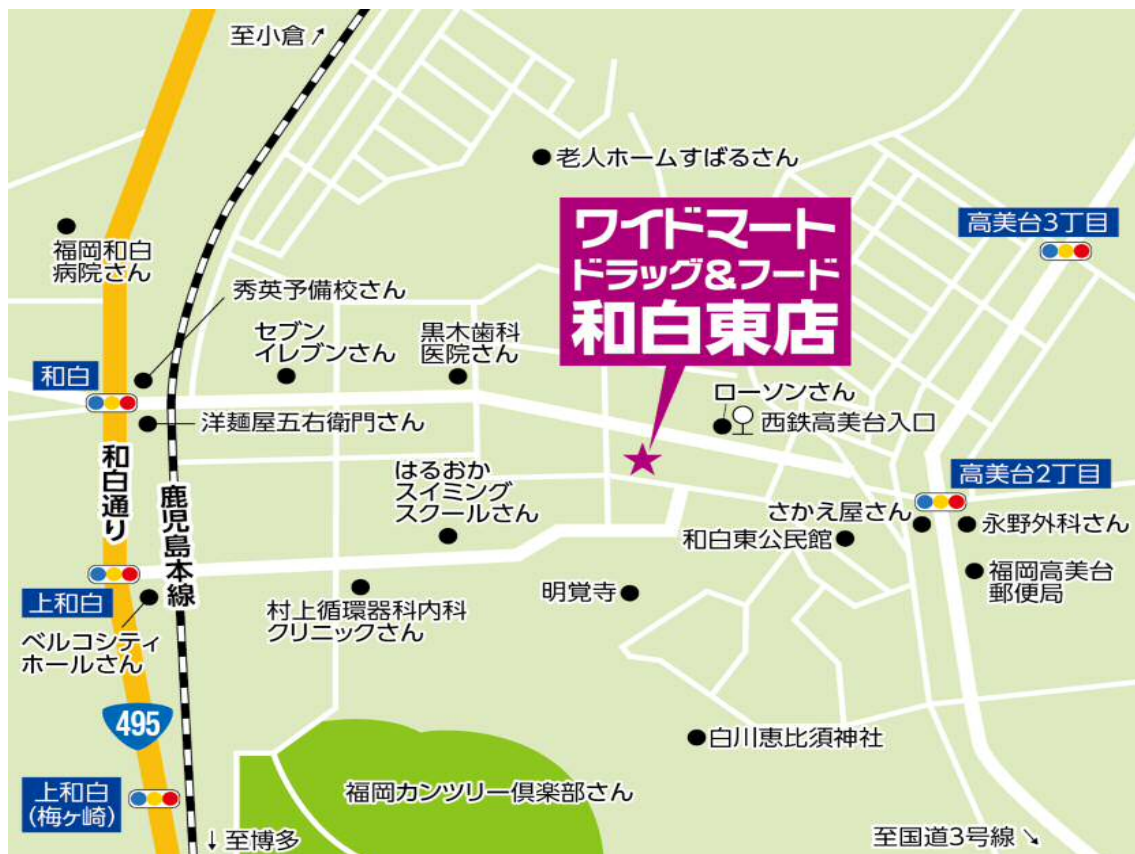 至小倉↗
老人ホームすばるさん
ワイドマート
ドラッグ&フード
和白東店
高美台3丁目
福岡和白
病院さん
秀英予備校さん
セブン
イレブンさん
黒木歯科
医院さん
和白
ローソンさん
西鉄高美台入口
洋麺屋五右衛門さん
和白通り
鹿児島本線
はるおか
スイミング
スクールさん
高美台2丁目
さかえ屋さん
永野外科さん
和白東公民館
福岡高美台
郵便局
上和白
明覚寺
村上循環器科内科
クリニックさん
ベルコシティ
ホールさん
495
白川恵比須神社
上和白
(梅ヶ崎)
福岡カンツリー倶楽部さん
↓至博多
至国道3号線↘